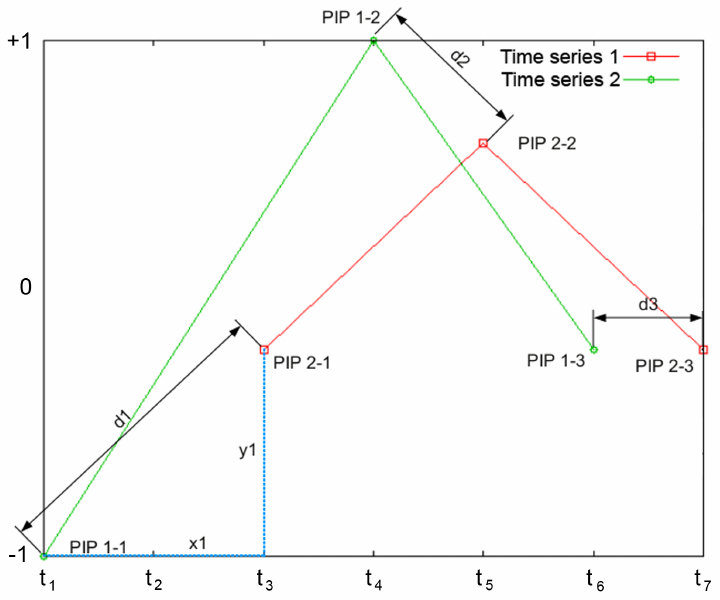 PIP 1-2
+1
d2
Time series 1
Time series 2
PIP 2-2
0
d3
PIP 2-1
PIP 1-3
PIP 2-3
d1
y1
-1
PIP 1-1
x1
t1 t2 t3 t4 t5 t6 t7